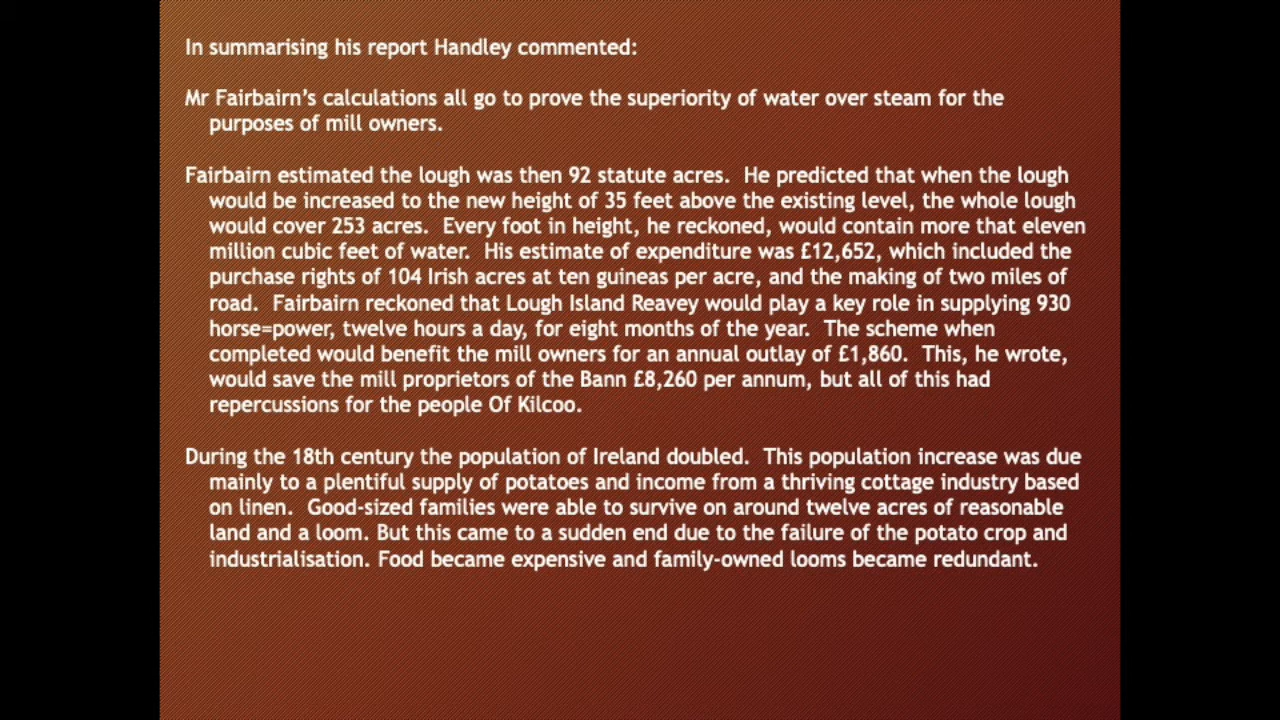 In summarising his report Handley commented:
Mr Fairbairn’s calculations all go to prove the superiority of water over steam for the
purposes of mill owners.
Fairbairn estimated the lough was then 92 statute acres.  He predicted that when the lough
would be increased to the new height of 35 feet above the existing level, the whole lough
would cover 253 acres.  Every foot in height, he reckoned, would contain more that eleven
million cubic feet of water.  His estimate of expenditure was £12,652, which included the
purchase rights of 104 Irish acres at ten guineas per acre, and the making of two miles of
road.  Fairbairn reckoned that Lough Island Reavey would play a key role in supplying 930
horse=power, twelve hours a day, for eight months of the year.  The scheme when
completed would benefit the mill owners for an annual outlay of £1,860.  This, he wrote,
would save the mill proprietors of the Bann £8,260 per annum, but all of this had
repercussions for the people Of Kilcoo.
During the 18th century the population of Ireland doubled.  This population increase was due
mainly to a plentiful supply of potatoes and income from a thriving cottage industry based
on linen.  Good-sized families were able to survive on around twelve acres of reasonable
land and a loom. But this came to a sudden end due to the failure of the potato crop and
industrialisation. Food became expensive and family-owned looms became redundant.